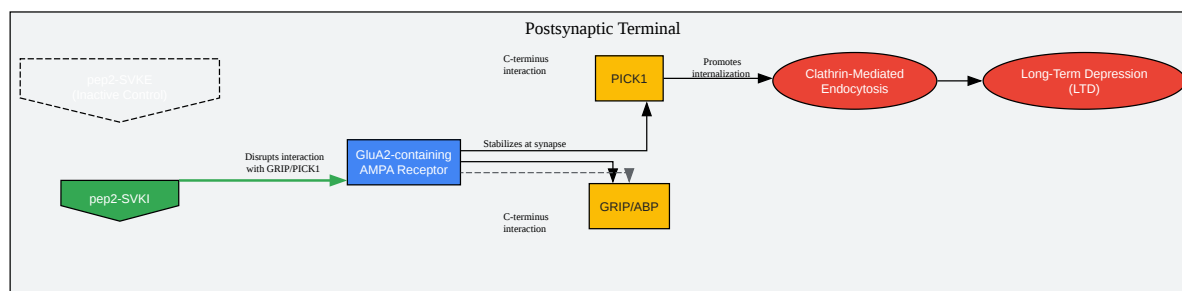 Postsynaptic Terminal
pep2-SVKE
(Inactive Control)
C-terminus
interaction
PICK1
Promotes
internalization
Clathrin-Mediated
Endocytosis
Long-Term Depression
(LTD)
Disrupts interaction
with GRIP/PICK1
GluA2-containing
AMPA Receptor
Stabilizes at synapse
pep2-SVKI
GRIP/ABP
C-terminus
interaction